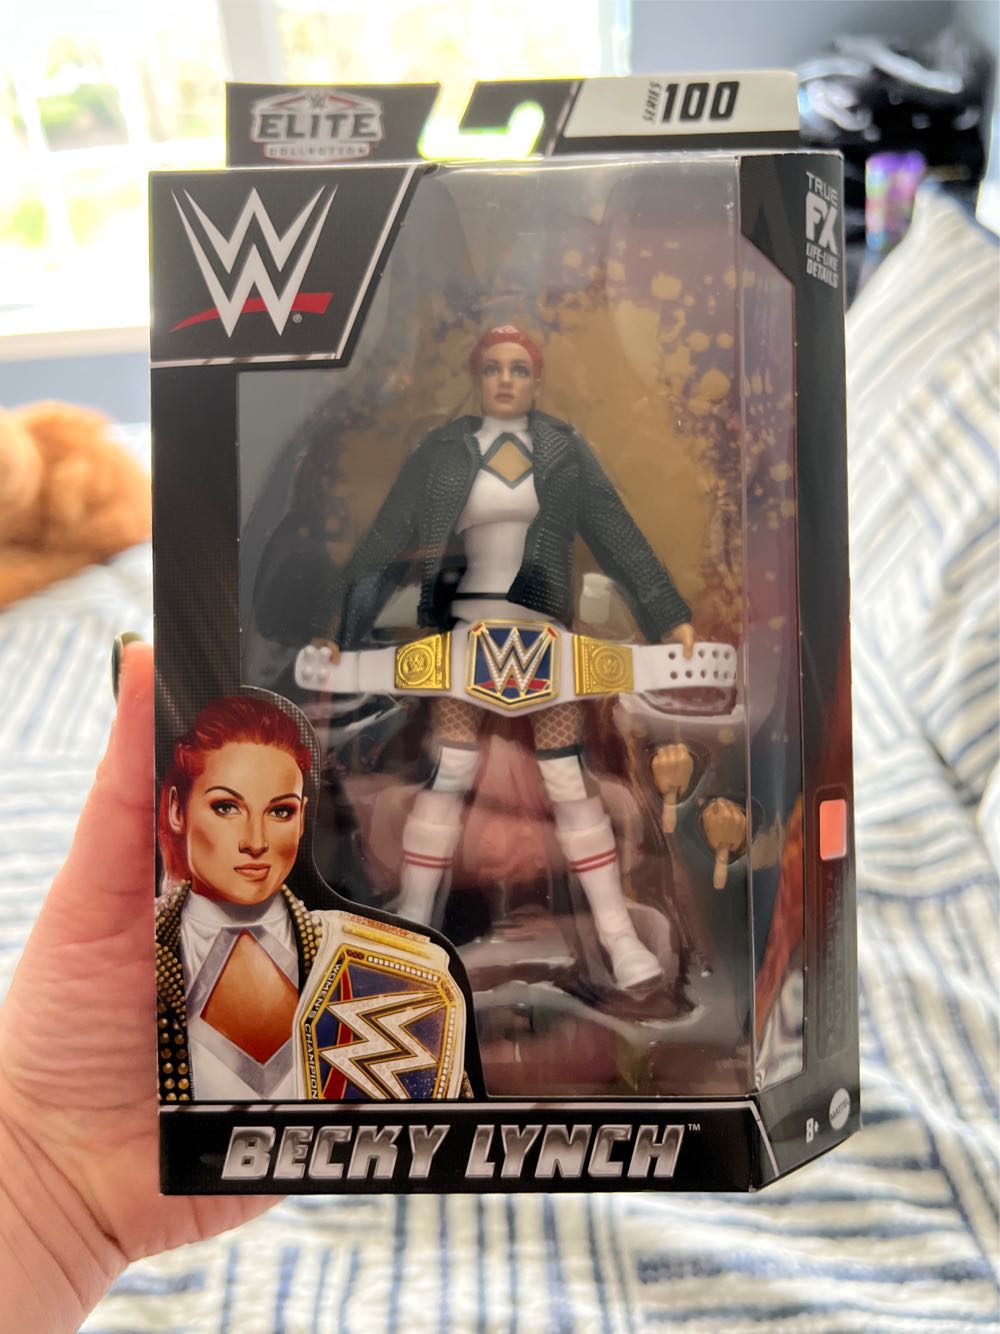 W
ELITE
COLLECTION
SERIES 100
W
®
TRUE
FX
LIFE-LIKE
DETAILS
W
WOMEN'S CHAMPION
W
BECKY LYNCH™
8+
MATTEL